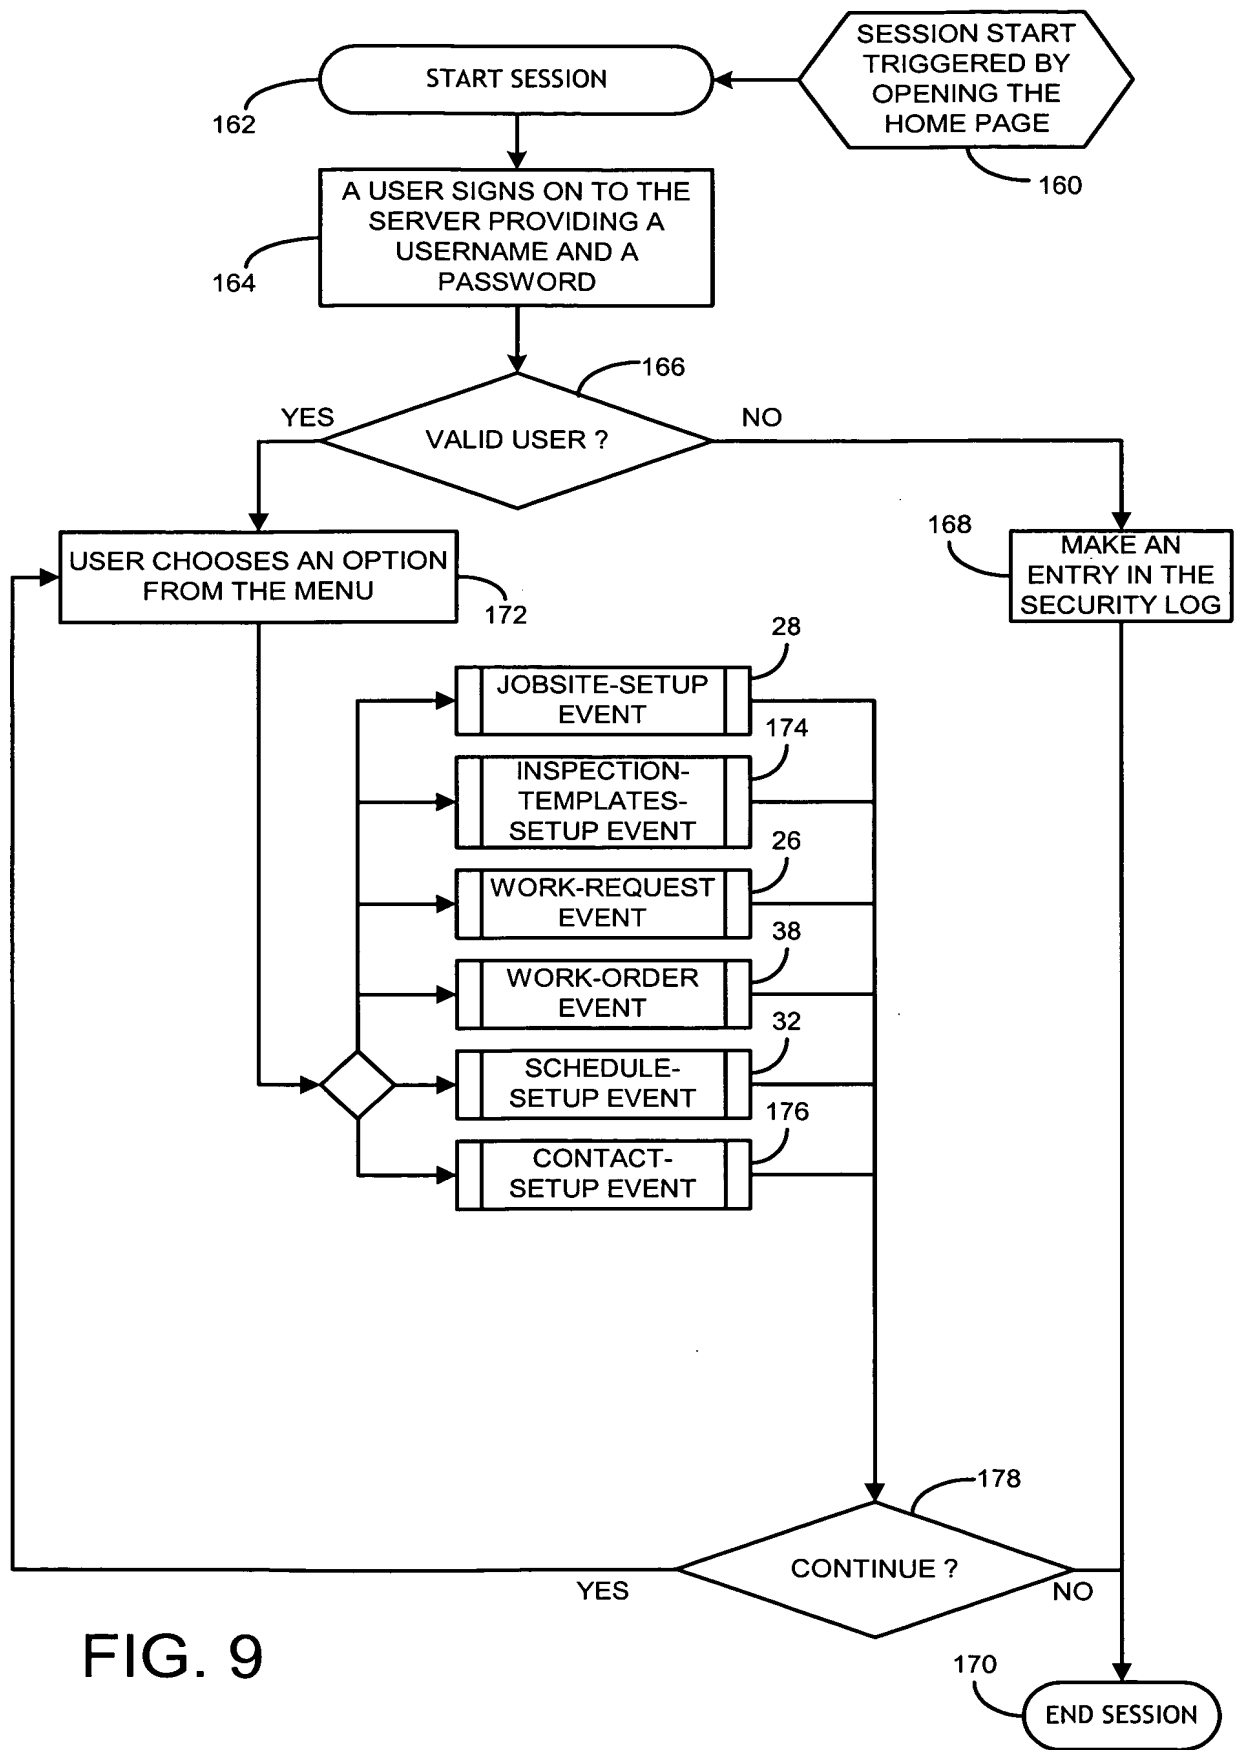 SESSION START
TRIGGERED BY
OPENING THE
HOME PAGE
160
START SESSION
162
A USER SIGNS ON TO THE
SERVER PROVIDING A
USERNAME AND A
PASSWORD
164
166
VALID USER ?
YES
NO
USER CHOOSES AN OPTION
FROM THE MENU
172
168
MAKE AN
ENTRY IN THE
SECURITY LOG
28
JOBSITE-SETUP
EVENT
174
INSPECTION-
TEMPLATES-
SETUP EVENT
26
WORK-REQUEST
EVENT
38
WORK-ORDER
EVENT
32
SCHEDULE-
SETUP EVENT
176
CONTACT-
SETUP EVENT
178
CONTINUE ?
YES
NO
FIG. 9
170
END SESSION